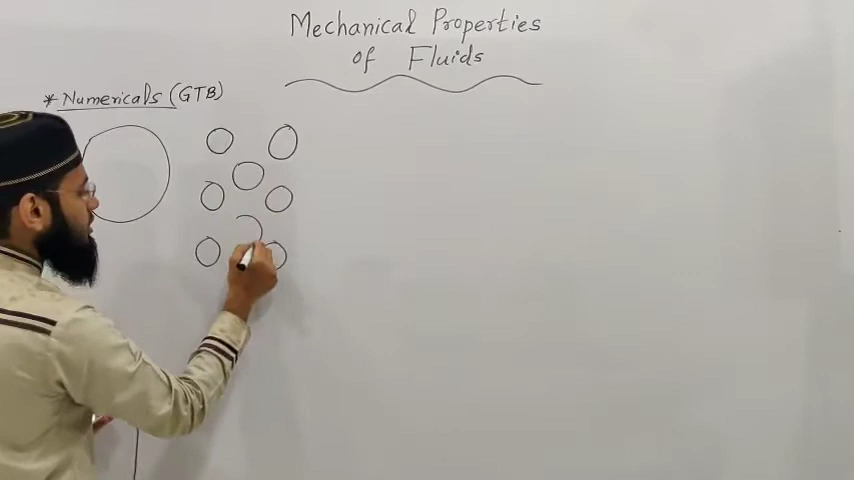 Mechanical Properties
of Fluids
* Numericals (GTB)